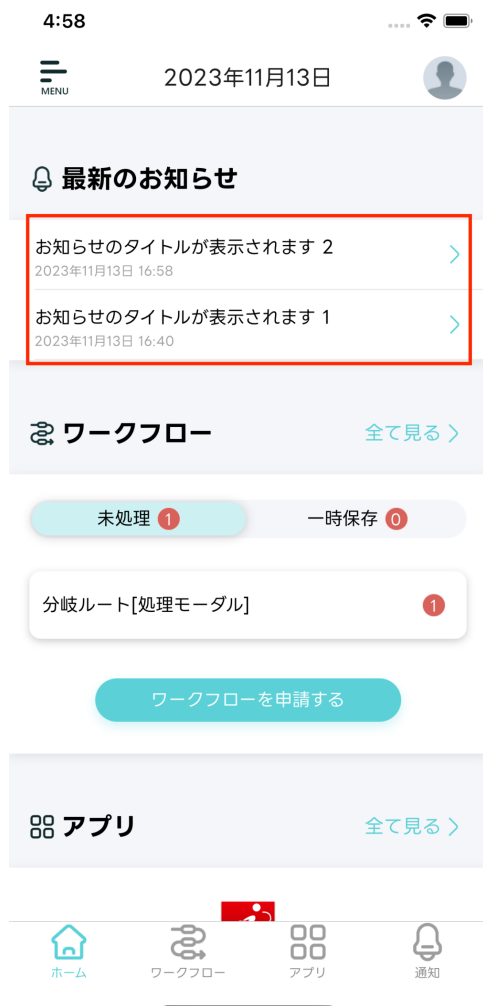 4:58
MENU
2023年11月13日
最新のお知らせ
お知らせのタイトルが表示されます 2
2023年11月13日 16:58
お知らせのタイトルが表示されます 1
2023年11月13日 16:40
ワークフロー
全て見る
未処理 1
一時保存 0
分岐ルート[処理モーダル]
1
ワークフローを申請する
アプリ
全て見る
ホーム
ワークフロー
アプリ
通知